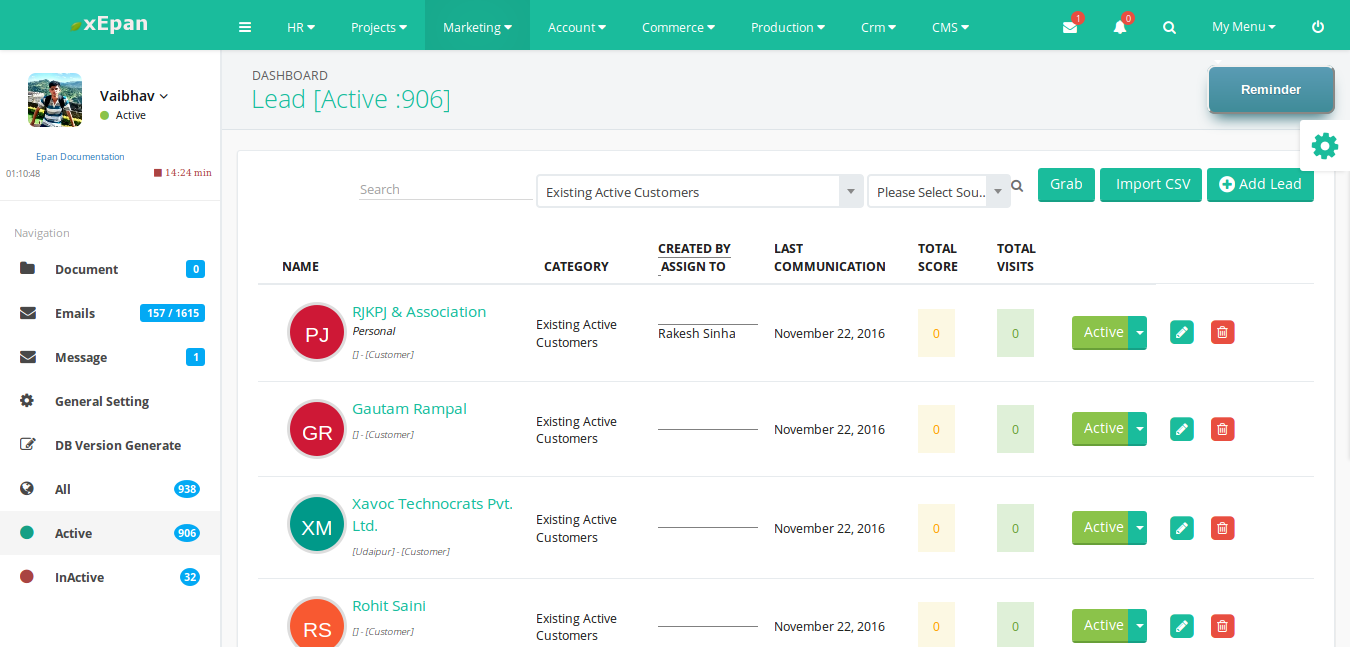 xEpan
HR
Projects
Marketing
Account
Commerce
Production
Crm
CMS
1
0
My Menu
Vaibhav
Active
Epan Documentation
01:10:48
14:24 min
Navigation
Document 0
Emails 157 / 1615
Message 1
General Setting
DB Version Generate
All 938
Active 906
InActive 32
DASHBOARD
Lead [Active :906]
Reminder
Search
Existing Active Customers
Please Select Sou..
Grab
Import CSV
Add Lead
NAME
CATEGORY
CREATED BY
ASSIGN TO
LAST
COMMUNICATION
TOTAL
SCORE
TOTAL
VISITS
PJ
RJKPJ & Association
Personal
[] - [Customer]
Existing Active
Customers
Rakesh Sinha
November 22, 2016
0
0
Active
GR
Gautam Rampal
[] - [Customer]
Existing Active
Customers
November 22, 2016
0
0
Active
XM
Xavoc Technocrats Pvt.
Ltd.
[Udaipur] - [Customer]
Existing Active
Customers
November 22, 2016
0
0
Active
RS
Rohit Saini
[] - [Customer]
Existing Active
Customers
November 22, 2016
0
0
Active